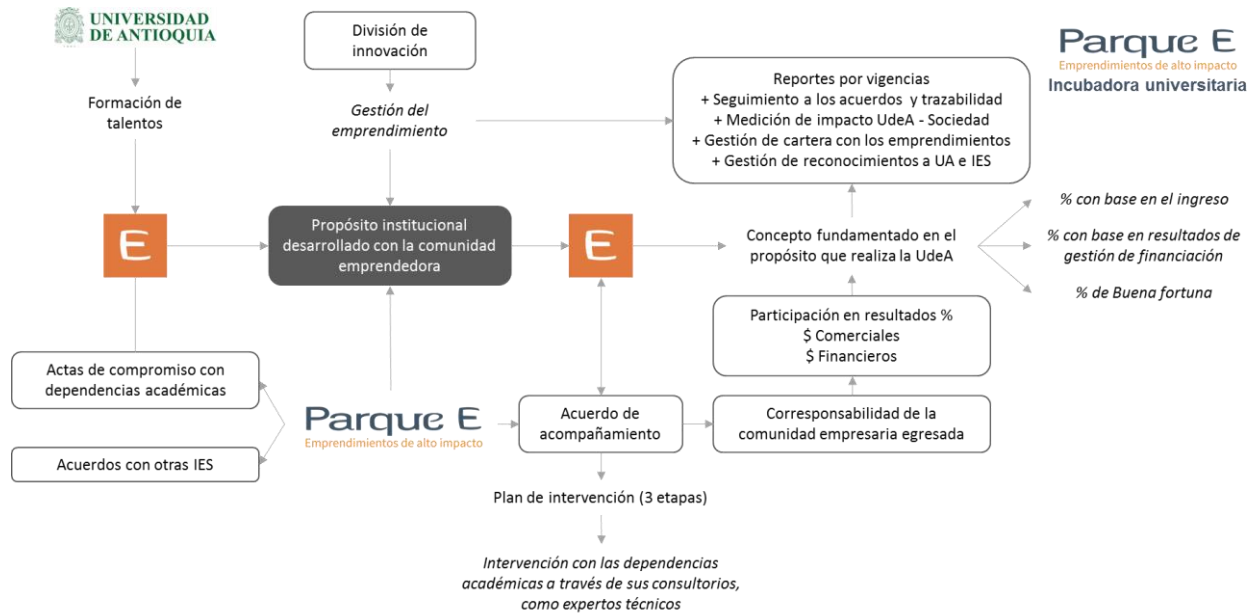 UNIVERSIDAD
DE ANTIOQUIA
División de
innovación
Parque E
Emprendimientos de alto impacto
Incubadora universitaria
Formación de
talentos
Gestión del
emprendimiento
Reportes por vigencias
+ Seguimiento a los acuerdos y trazabilidad
+ Medición de impacto UdeA - Sociedad
+ Gestión de cartera con los emprendimientos
+ Gestión de reconocimientos a UA e IES
E
Propósito institucional
desarrollado con la comunidad
emprendedora
E
Concepto fundamentado en el
propósito que realiza la UdeA
% con base en el ingreso
% con base en resultados de
gestión de financiación
% de Buena fortuna
Participación en resultados %
$ Comerciales
$ Financieros
Actas de compromiso con
dependencias académicas
Acuerdos con otras IES
Parque E
Emprendimientos de alto impacto
Acuerdo de
acompañamiento
Corresponsabilidad de la
comunidad empresaria egresada
Plan de intervención (3 etapas)
Intervención con las dependencias
académicas a través de sus consultorios,
como expertos técnicos